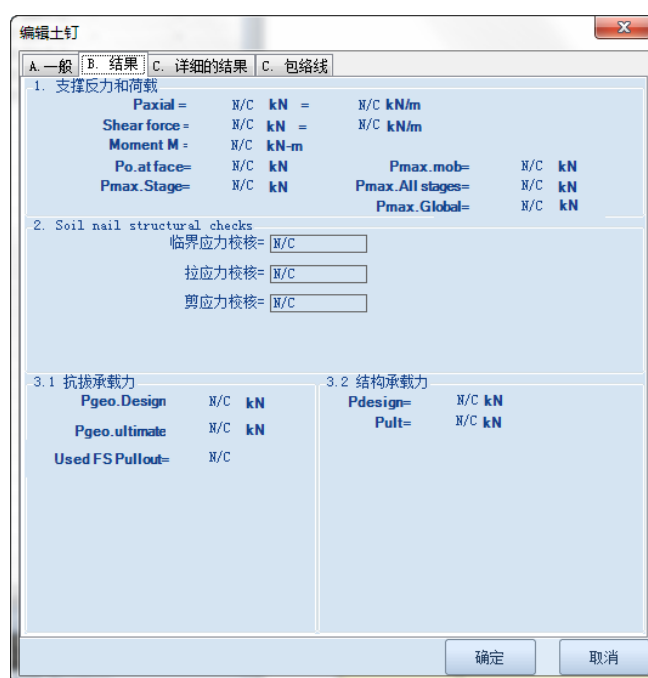 编辑土钉
A.一般 B. 结果 C. 详细的结果 C. 包络线
1. 支撑反力和荷载
Paxial = N/C kN = N/C kN/m
Shear force = N/C kN = N/C kN/m
Moment M = N/C kN-m
Po.at face= N/C kN Pmax.mob= N/C kN
Pmax.Stage= N/C kN Pmax.All stages= N/C kN
Pmax.Global= N/C kN
2. Soil nail structural checks
临界应力校核= N/C
拉应力校核= N/C
剪应力校核= N/C
3.1 抗拔承载力 3.2 结构承载力
Pgeo.Design N/C kN Pdesign= N/C kN
Pgeo.ultimate N/C kN Pult= N/C kN
Used FS Pullout= N/C
确定 取消